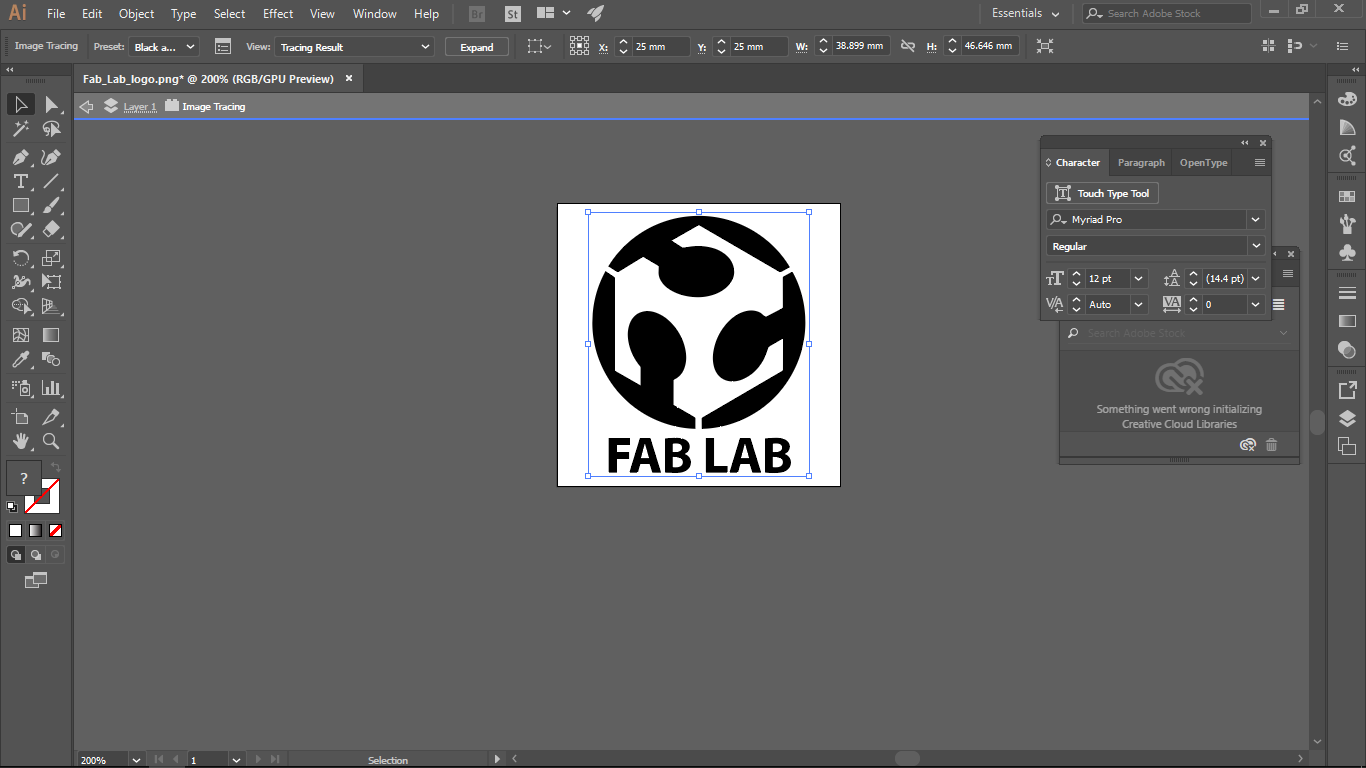 Ai File Edit Object Type Select Effect View Window Help Br St Essentials Search Adobe Stock
Image Tracing Preset: Black a... View: Tracing Result Expand X: 25 mm Y: 25 mm W: 38.899 mm H: 46.646 mm
Fab_Lab_logo.png* @ 200% (RGB/GPU Preview) ×
Layer 1 Image Tracing
Character Paragraph OpenType
Touch Type Tool
Myriad Pro
Regular
12 pt (14.4 pt)
Auto 0
Search Adobe Stock
Something went wrong initializing
Creative Cloud Libraries
FAB LAB
?
200% 1 Selection